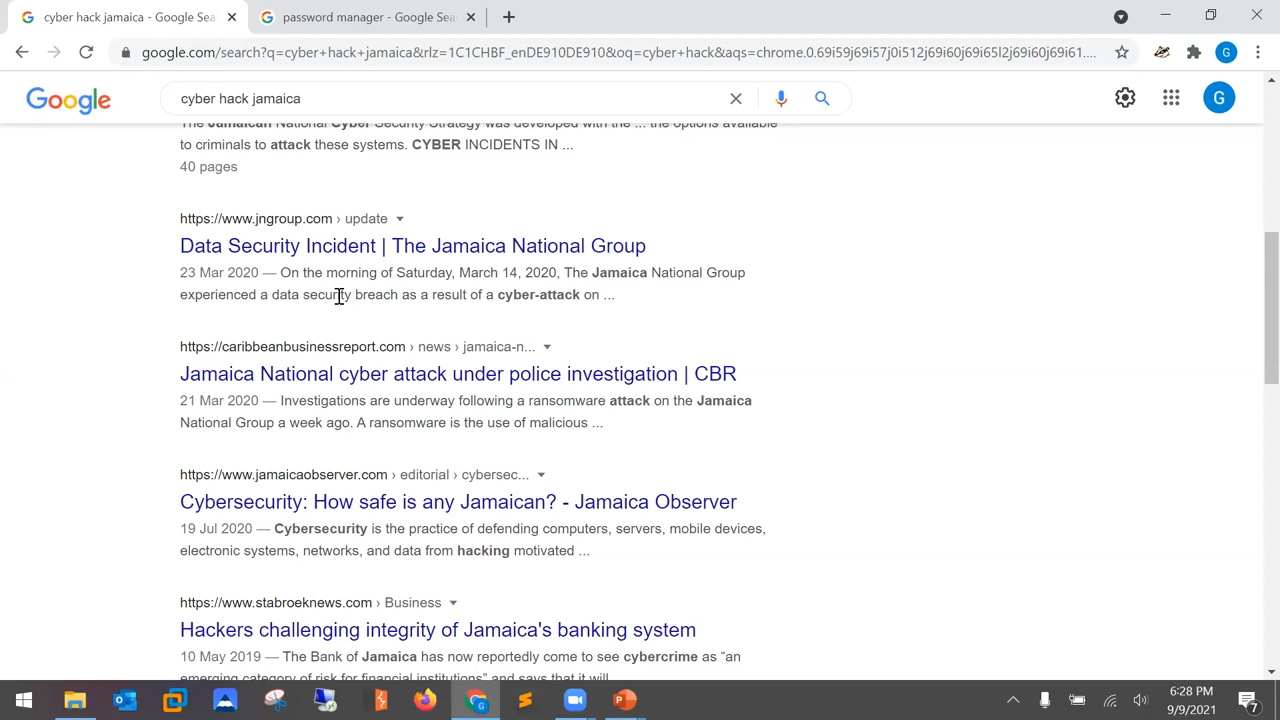 cyber hack jamaica - Google Sea
password manager - Google Sea
google.com/search?q=cyber+hack+jamaica&rlz=1C1CHBF_enDE910DE910&oq=cyber+hack&aqs=chrome.0.69i59j69i57j0i512j69i60j69i65l2j69i60j69i61....
G
Google
cyber hack jamaica
G
The Jamaican National Cyber Security Strategy was developed with the ... the options available
to criminals to attack these systems. CYBER INCIDENTS IN ...
40 pages
https://www.jngroup.com › update
Data Security Incident | The Jamaica National Group
23 Mar 2020 — On the morning of Saturday, March 14, 2020, The Jamaica National Group
experienced a data security breach as a result of a cyber-attack on ...
https://caribbeanbusinessreport.com › news › jamaica-n...
Jamaica National cyber attack under police investigation | CBR
21 Mar 2020 — Investigations are underway following a ransomware attack on the Jamaica
National Group a week ago. A ransomware is the use of malicious ...
https://www.jamaicaobserver.com › editorial › cybersec...
Cybersecurity: How safe is any Jamaican? - Jamaica Observer
19 Jul 2020 — Cybersecurity is the practice of defending computers, servers, mobile devices,
electronic systems, networks, and data from hacking motivated ...
https://www.stabroeknews.com › Business
Hackers challenging integrity of Jamaica's banking system
10 May 2019 — The Bank of Jamaica has now reportedly come to see cybercrime as “an
emerging category of risk for financial institutions” and says that it will
6:28 PM
9/9/2021
7